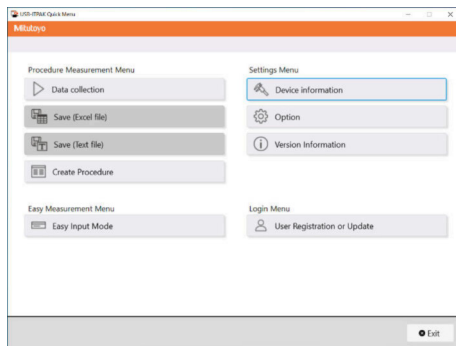 USB-ITPAK Quick Menu
Mitutoyo
Procedure Measurement Menu
Data collection
Save (Excel file)
Save (Text file)
Create Procedure
Easy Measurement Menu
Easy Input Mode
Settings Menu
Device information
Option
Version Information
Login Menu
User Registration or Update
Exit